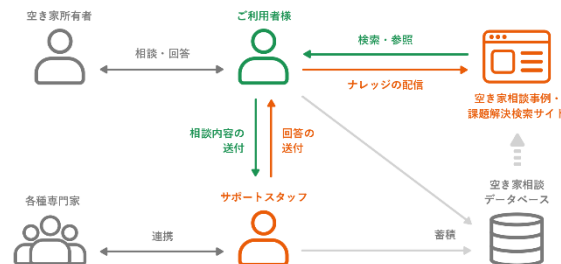 空き家所有者
ご利用者様
相談・回答
検索・参照
ナレッジの配信
空き家相談事例・
課題解決検索サイト
相談内容の
送付
回答の
送付
空き家相談
データベース
各種専門家
サポートスタッフ
連携
蓄積